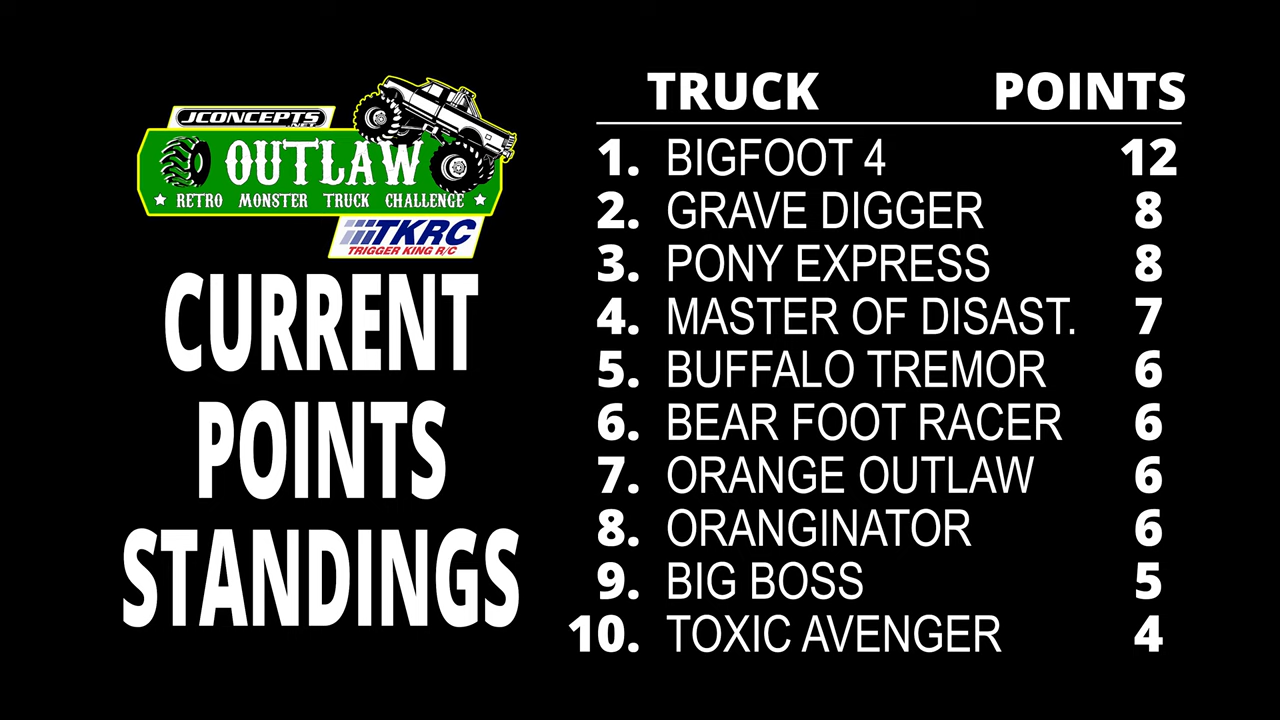 JCONCEPTS
.NET
OUTLAW
★ RETRO MONSTER TRUCK CHALLENGE ★
TKRC
TRIGGER KING R/C
CURRENT
POINTS
STANDINGS
TRUCK POINTS
1. BIGFOOT 4 12
2. GRAVE DIGGER 8
3. PONY EXPRESS 8
4. MASTER OF DISAST. 7
5. BUFFALO TREMOR 6
6. BEAR FOOT RACER 6
7. ORANGE OUTLAW 6
8. ORANGINATOR 6
9. BIG BOSS 5
10. TOXIC AVENGER 4